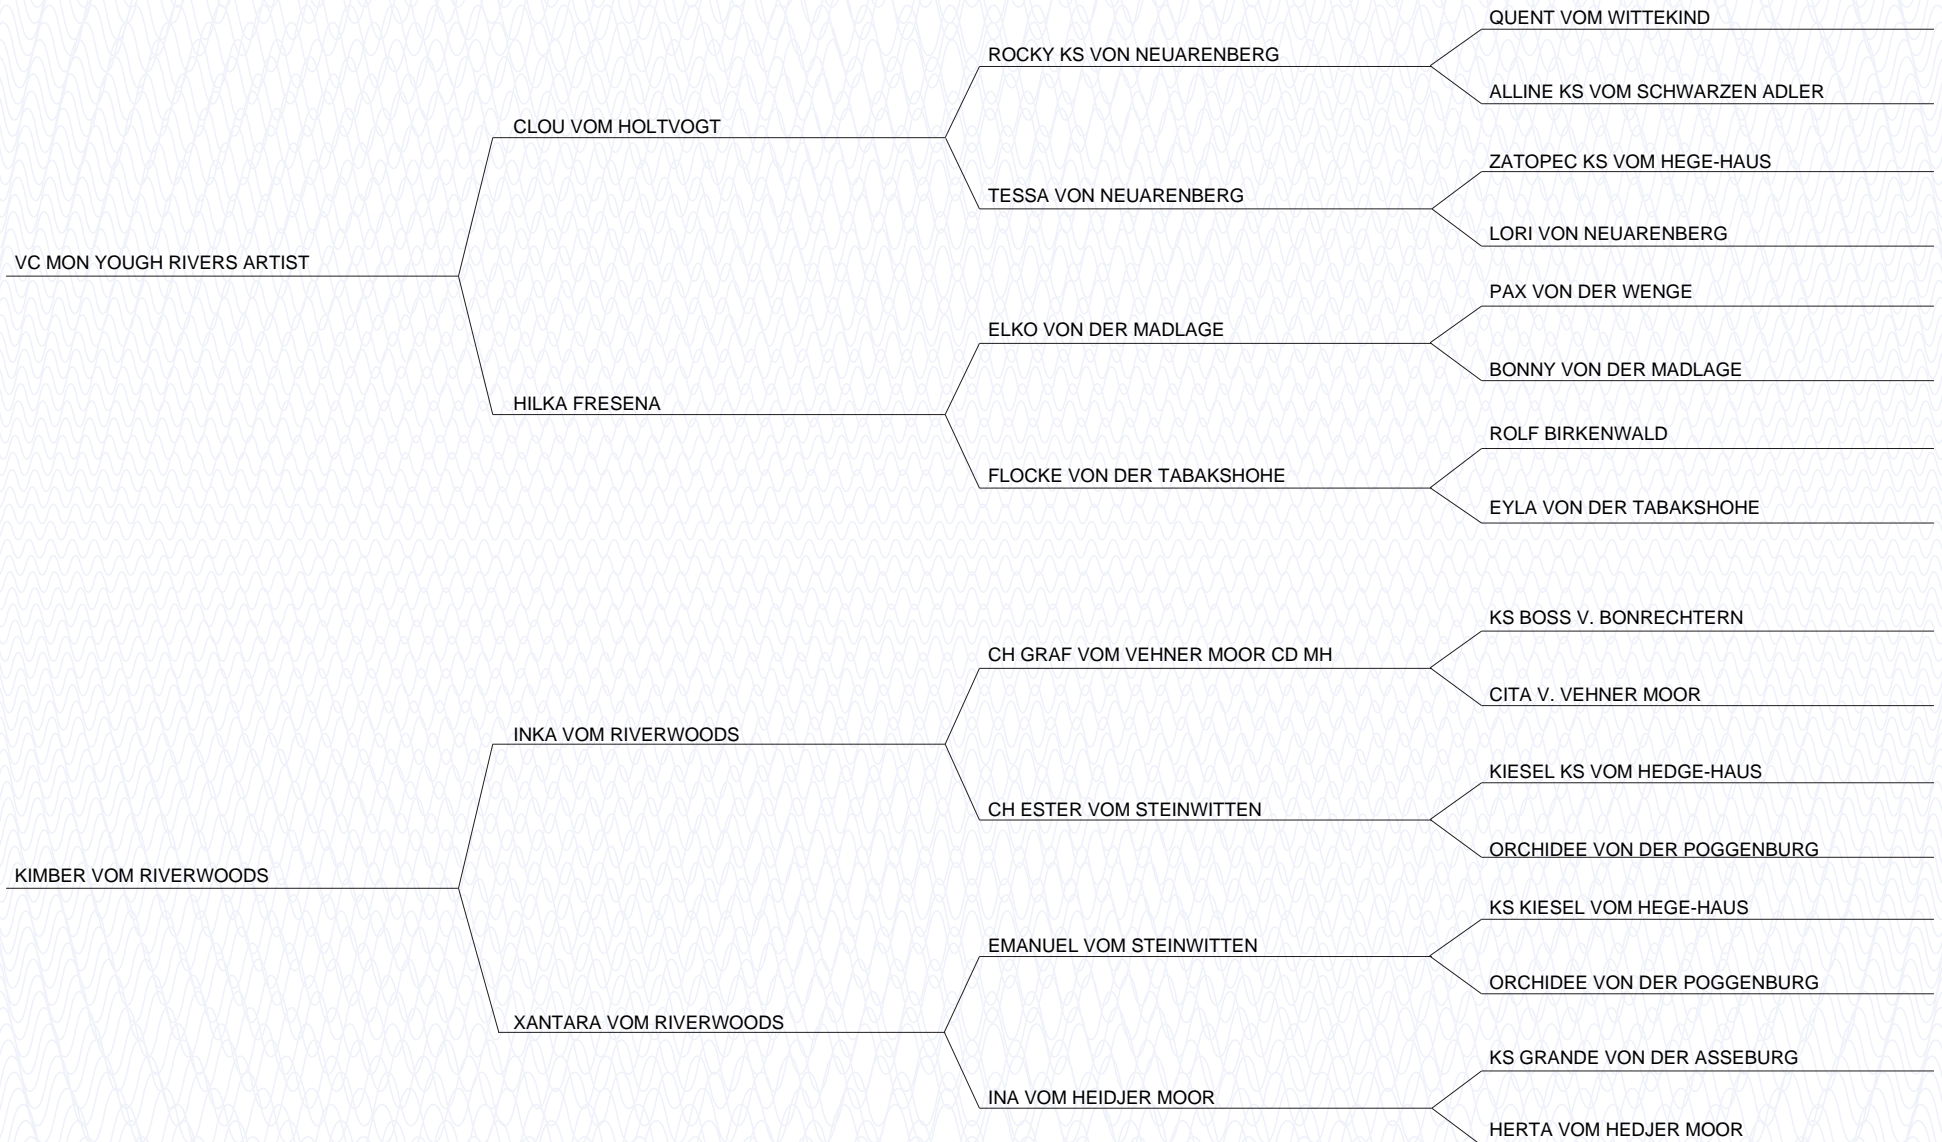 QUENT VOM WITTEKIND
ROCKY KS VON NEUARENBERG
ALLINE KS VOM SCHWARZEN ADLER
CLOU VOM HOLTVOGT
ZATOPEC KS VOM HEGE-HAUS
TESSA VON NEUARENBERG
LORI VON NEUARENBERG
VC MON YOUGH RIVERS ARTIST
PAX VON DER WENGE
ELKO VON DER MADLAGE
BONNY VON DER MADLAGE
HILKA FRESENA
ROLF BIRKENWALD
FLOCKE VON DER TABAKSHOHE
EYLA VON DER TABAKSHOHE
KS BOSS V. BONRECHTERN
CH GRAF VOM VEHNER MOOR CD MH
CITA V. VEHNER MOOR
INKA VOM RIVERWOODS
KIESEL KS VOM HEDGE-HAUS
CH ESTER VOM STEINWITTEN
ORCHIDEE VON DER POGGENBURG
KIMBER VOM RIVERWOODS
KS KIESEL VOM HEGE-HAUS
EMANUEL VOM STEINWITTEN
ORCHIDEE VON DER POGGENBURG
XANTARA VOM RIVERWOODS
KS GRANDE VON DER ASSEBURG
INA VOM HEIDJER MOOR
HERTA VOM HEDJER MOOR